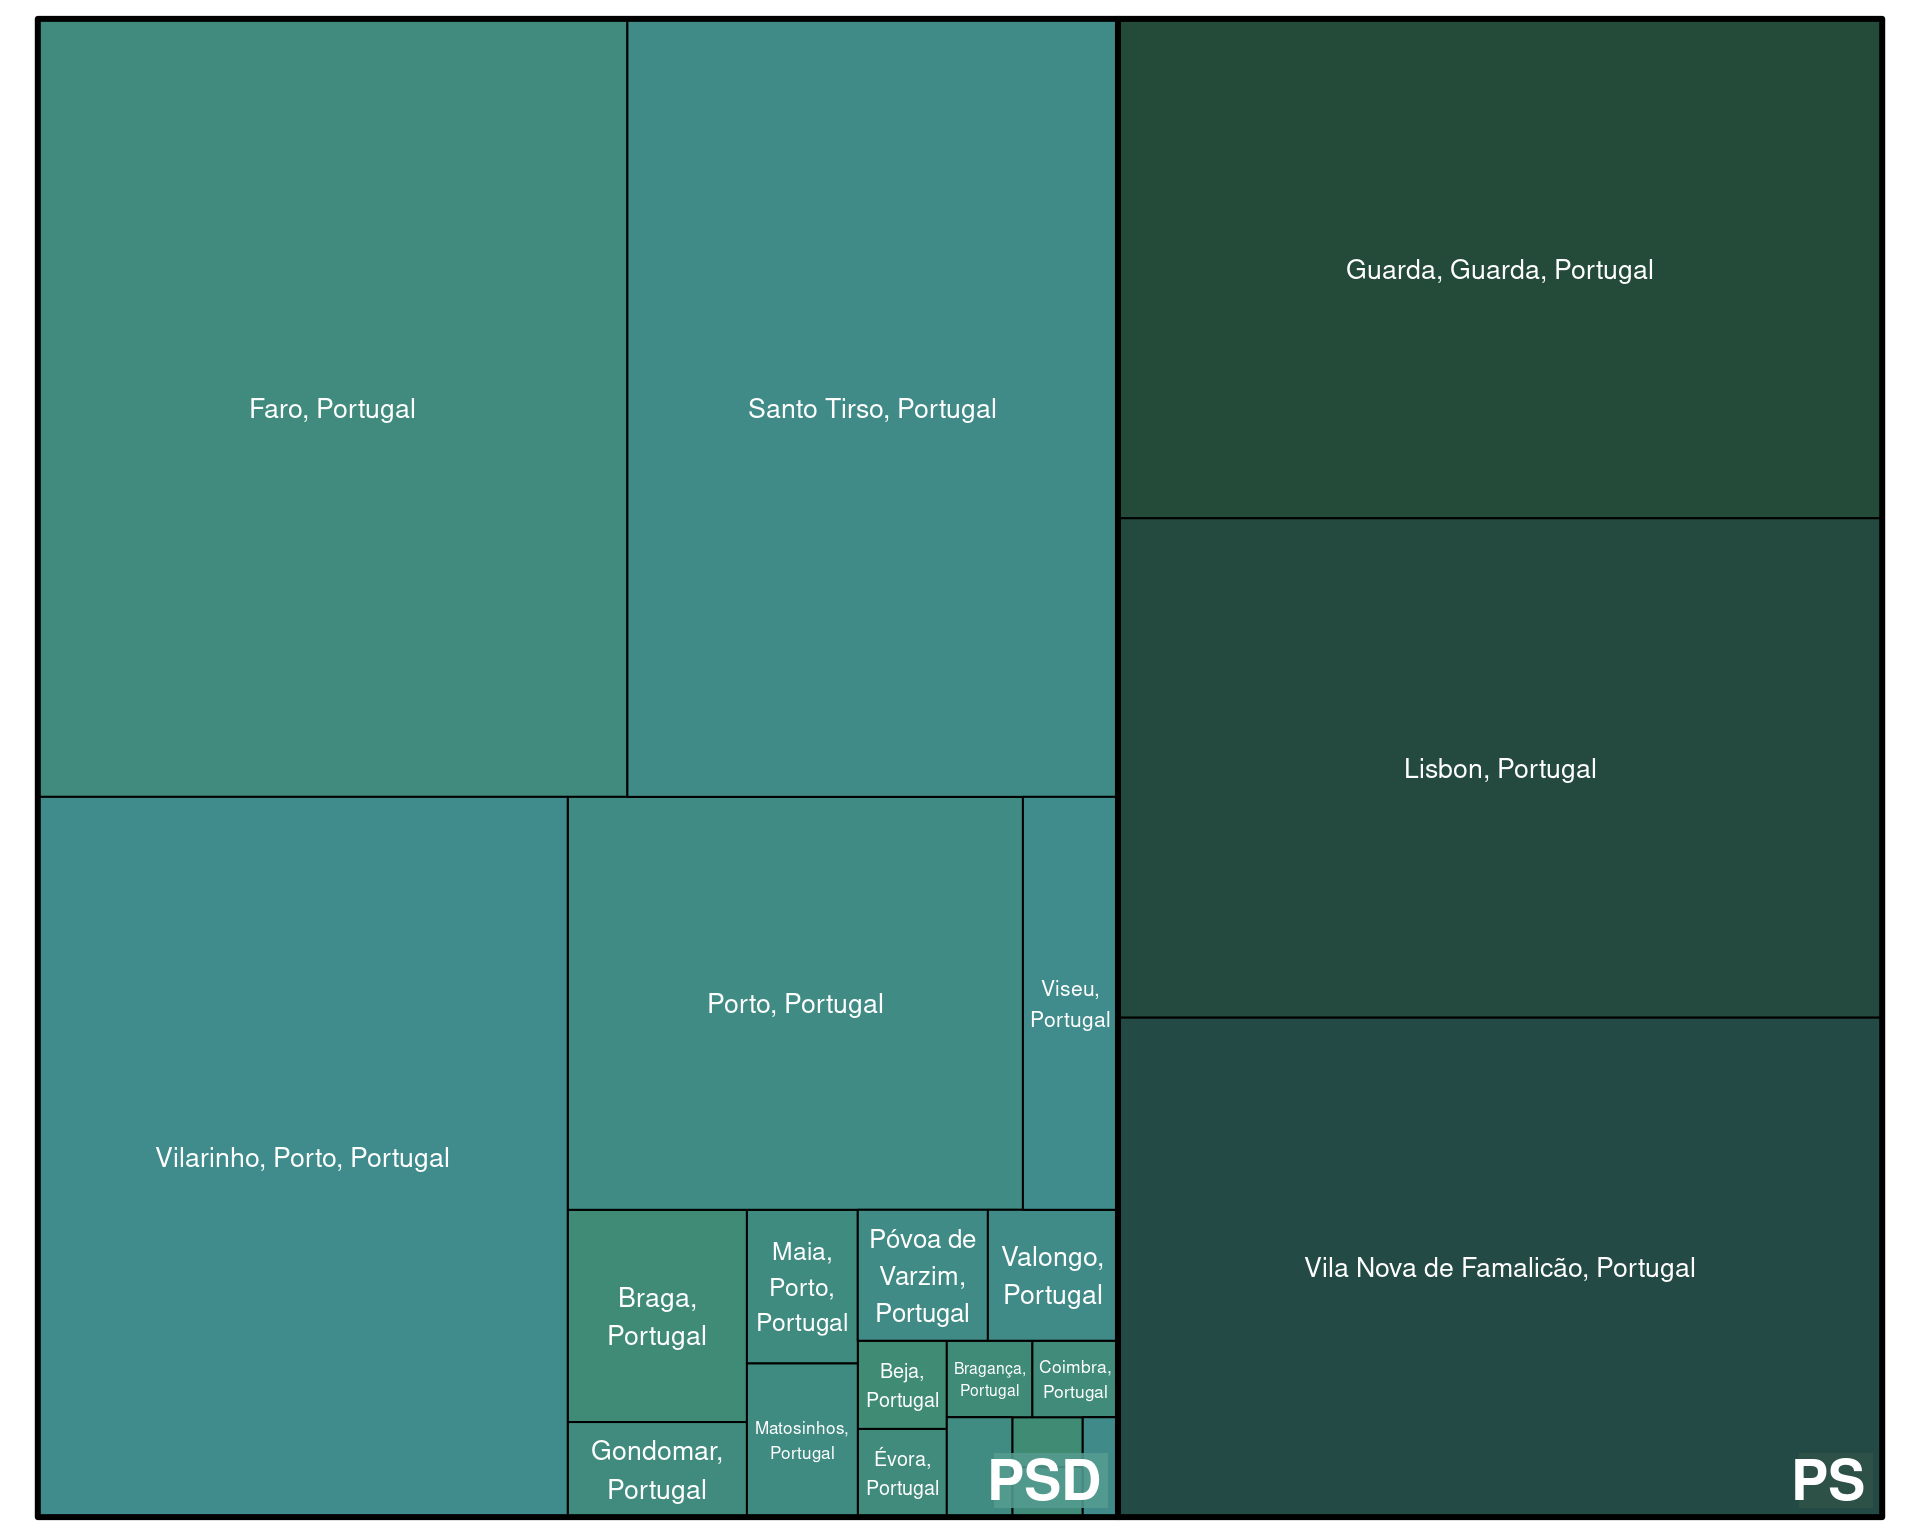 Faro, Portugal
Santo Tirso, Portugal
Guarda, Guarda, Portugal
Lisbon, Portugal
Vilarinho, Porto, Portugal
Porto, Portugal
Viseu,
Portugal
Vila Nova de Famalicão, Portugal
Braga,
Portugal
Maia,
Porto,
Portugal
Póvoa de
Varzim,
Portugal
Valongo,
Portugal
Gondomar,
Portugal
Matosinhos,
Portugal
Beja,
Portugal
Bragança,
Portugal
Coimbra,
Portugal
Évora,
Portugal
PSD
PS